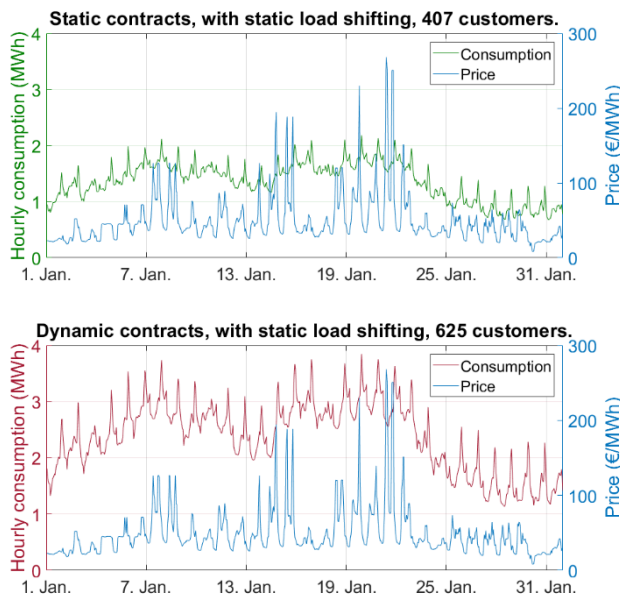 Static contracts, with static load shifting, 407 customers.
Hourly consumption (MWh)
4
3
2
1
0
Consumption
Price
300
200
100
0
Price (€/MWh)
1. Jan.
7. Jan.
13. Jan.
19. Jan.
25. Jan.
31. Jan.
Dynamic contracts, with static load shifting, 625 customers.
Hourly consumption (MWh)
4
3
2
1
0
Consumption
Price
300
200
100
0
Price (€/MWh)
1. Jan.
7. Jan.
13. Jan.
19. Jan.
25. Jan.
31. Jan.